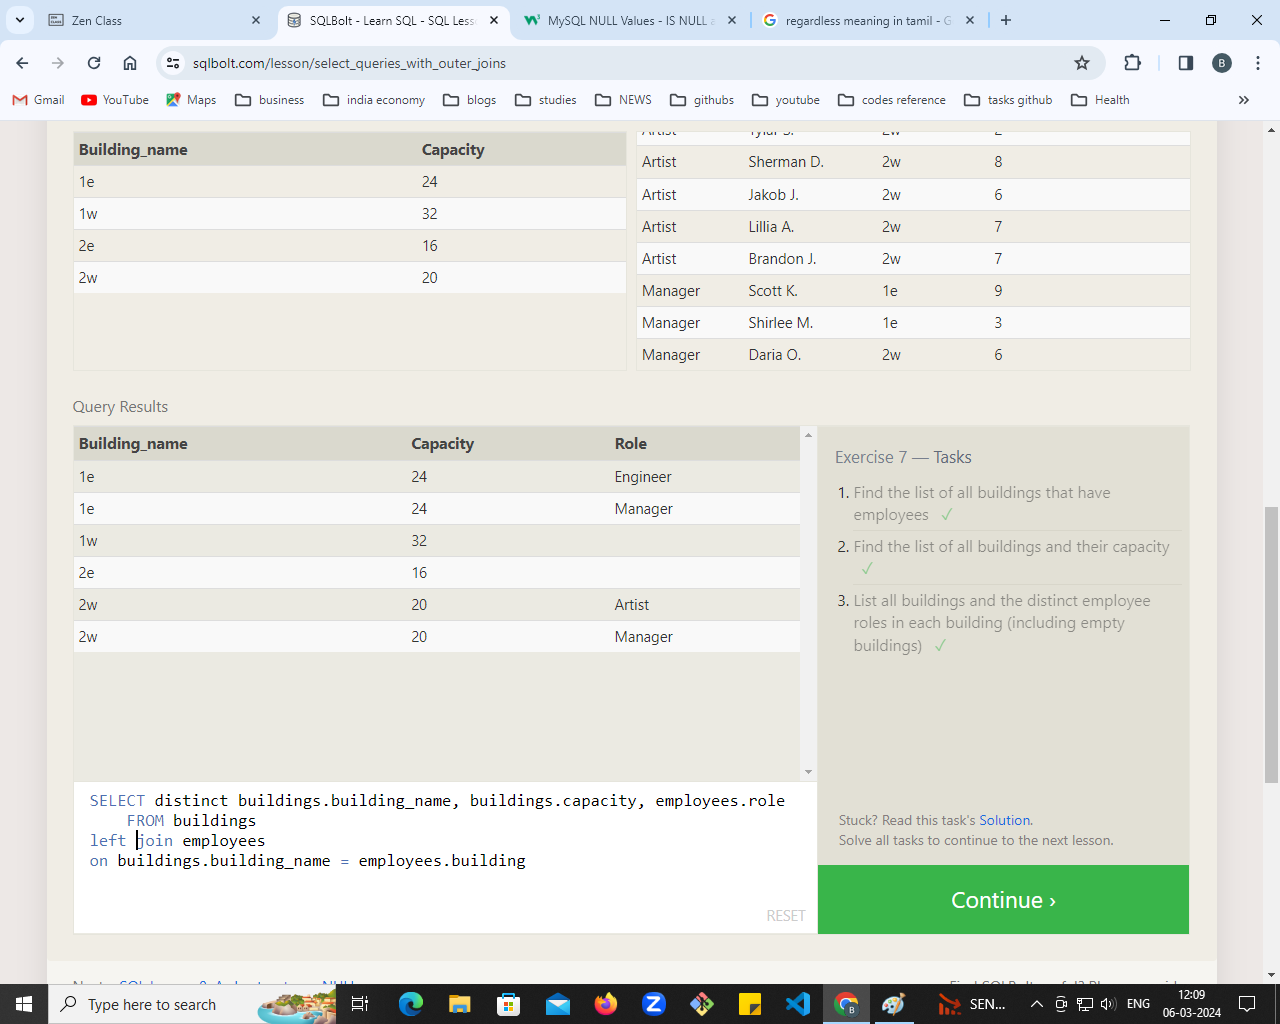 Zen Class
SQLBolt - Learn SQL - SQL Less
MySQL NULL Values - IS NULL a
regardless meaning in tamil - G
sqlbolt.com/lesson/select_queries_with_outer_joins
B
Gmail YouTube Maps business india economy blogs studies NEWS githubs youtube codes reference tasks github Health
Building_name Capacity
1e 24
1w 32
2e 16
2w 20
Artist Tylar S. 2w 2
Artist Sherman D. 2w 8
Artist Jakob J. 2w 6
Artist Lillia A. 2w 7
Artist Brandon J. 2w 7
Manager Scott K. 1e 9
Manager Shirlee M. 1e 3
Manager Daria O. 2w 6
Query Results
Building_name Capacity Role
1e 24 Engineer
1e 24 Manager
1w 32
2e 16
2w 20 Artist
2w 20 Manager
Exercise 7 — Tasks
1. Find the list of all buildings that have
employees ✓
2. Find the list of all buildings and their capacity
✓
3. List all buildings and the distinct employee
roles in each building (including empty
buildings) ✓
SELECT distinct buildings.building_name, buildings.capacity, employees.role
FROM buildings
left join employees
on buildings.building_name = employees.building
RESET
Stuck? Read this task's Solution.
Solve all tasks to continue to the next lesson.
Continue ›
Type here to search
SEN...
ENG
12:09
06-03-2024